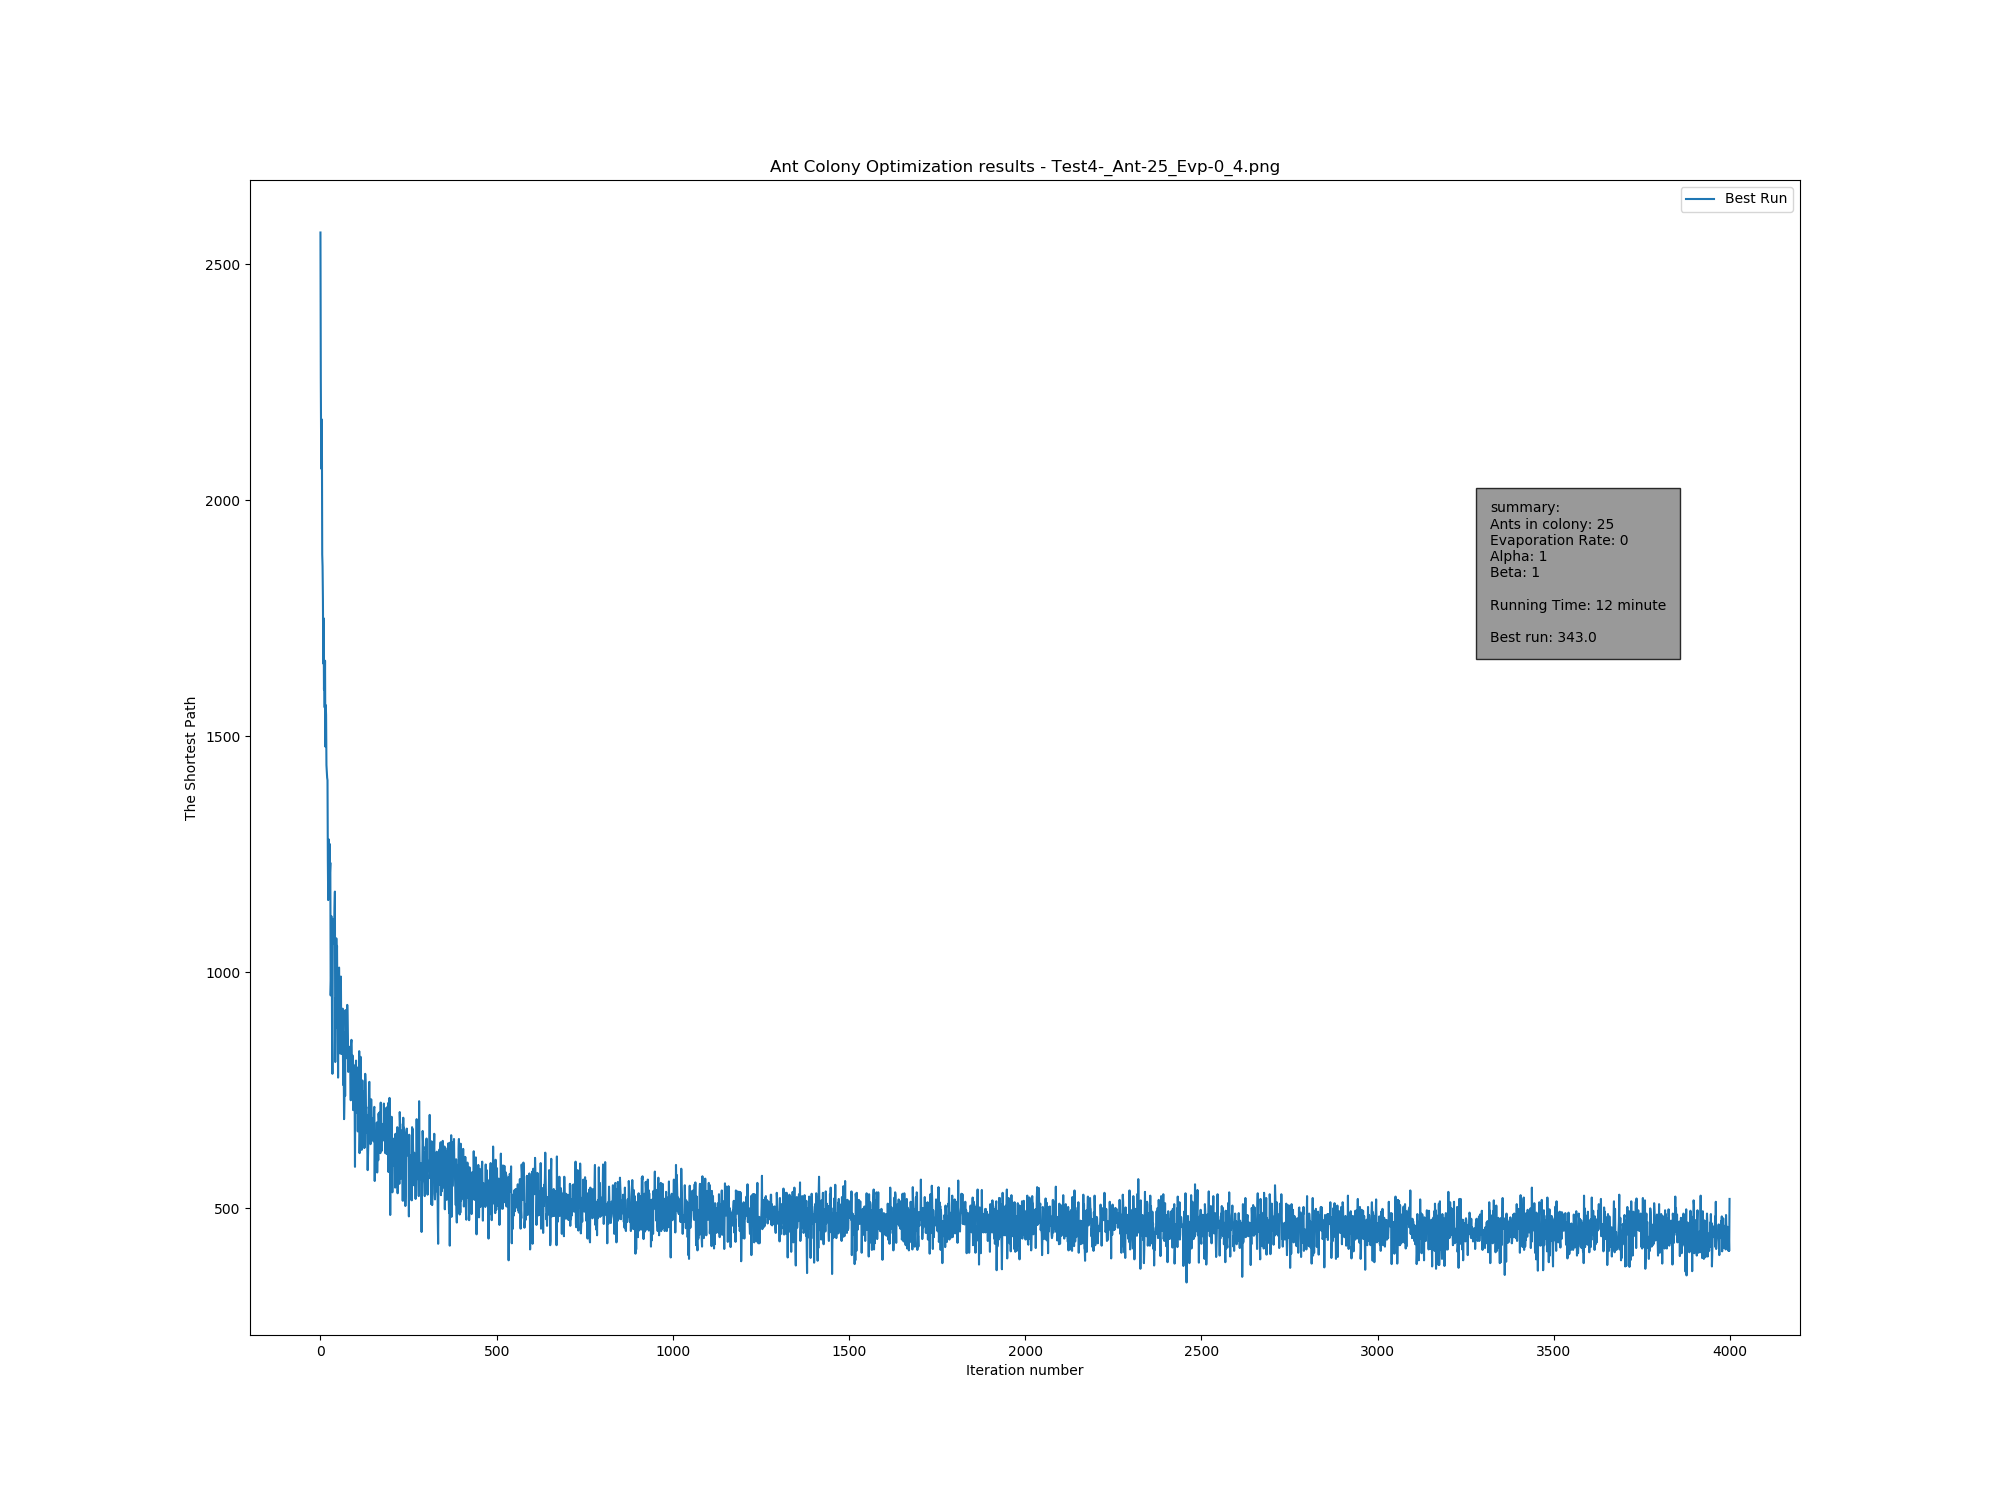 Ant Colony Optimization results - Test4-_Ant-25_Evp-0_4.png
Best Run
2500
2000
1500
1000
500
The Shortest Path
summary:
Ants in colony: 25
Evaporation Rate: 0
Alpha: 1
Beta: 1
Running Time: 12 minute
Best run: 343.0
0 500 1000 1500 2000 2500 3000 3500 4000
Iteration number